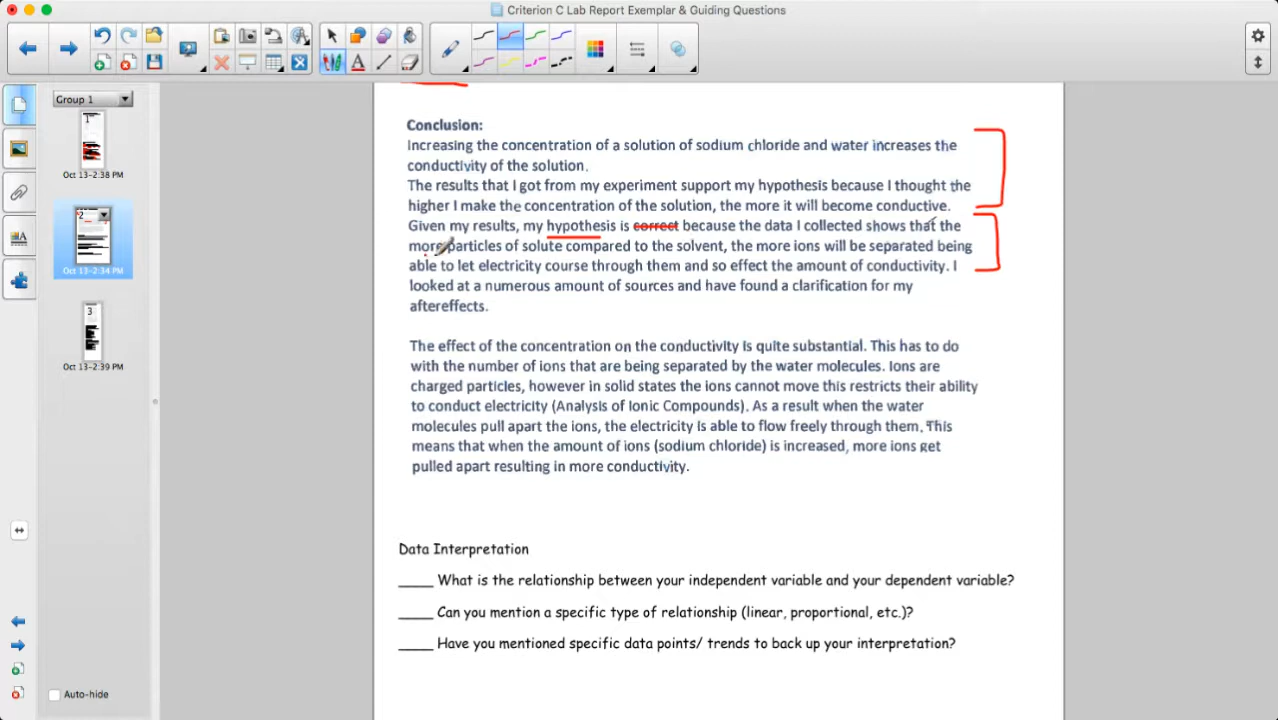 Criterion C Lab Report Exemplar & Guiding Questions
Group 1
1
Oct 13-2:38 PM
2
Oct 13-2:34 PM
3
Oct 13-2:39 PM
Auto-hide
Conclusion:
Increasing the concentration of a solution of sodium chloride and water increases the
conductivity of the solution.
The results that I got from my experiment support my hypothesis because I thought the
higher I make the concentration of the solution, the more it will become conductive.
Given my results, my hypothesis is correct because the data I collected shows that the
more particles of solute compared to the solvent, the more ions will be separated being
able to let electricity course through them and so effect the amount of conductivity. I
looked at a numerous amount of sources and have found a clarification for my
aftereffects.
The effect of the concentration on the conductivity is quite substantial. This has to do
with the number of ions that are being separated by the water molecules. Ions are
charged particles, however in solid states the ions cannot move this restricts their ability
to conduct electricity (Analysis of Ionic Compounds). As a result when the water
molecules pull apart the ions, the electricity is able to flow freely through them. This
means that when the amount of ions (sodium chloride) is increased, more ions get
pulled apart resulting in more conductivity.
Data Interpretation
____ What is the relationship between your independent variable and your dependent variable?
____ Can you mention a specific type of relationship (linear, proportional, etc.)?
____ Have you mentioned specific data points/ trends to back up your interpretation?